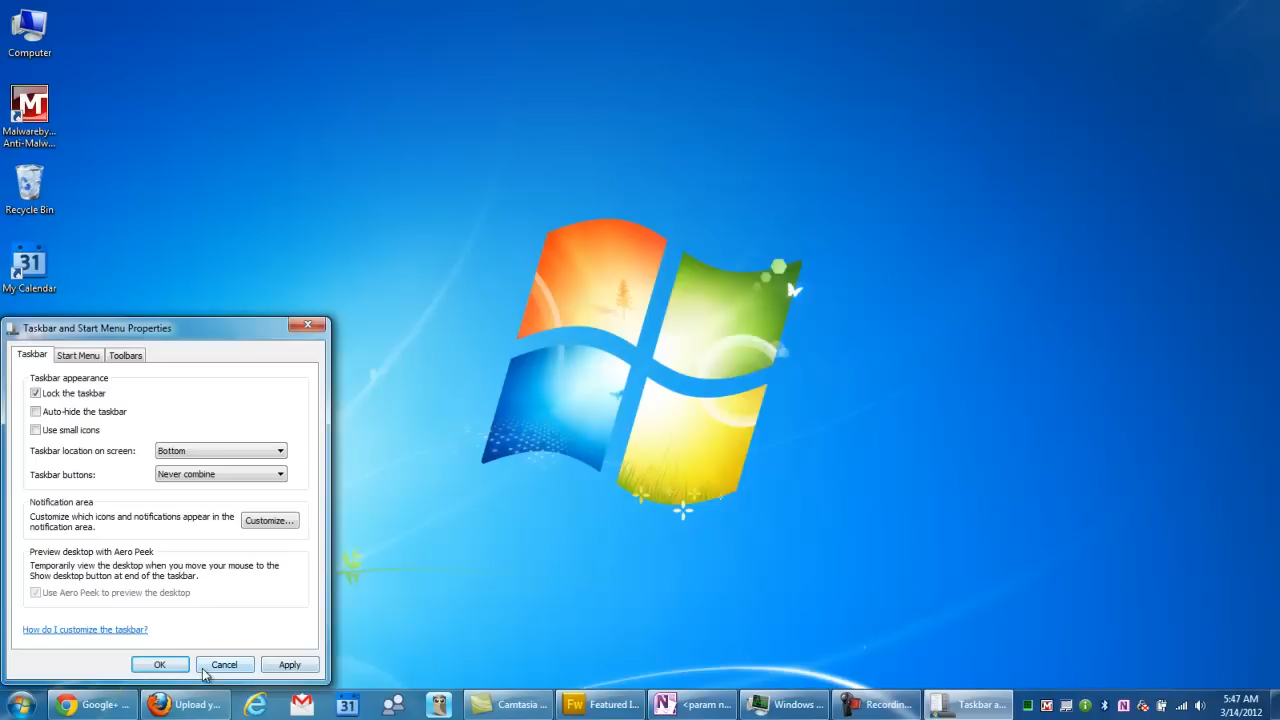 Computer
Malwareby...
Anti-Malw...
Recycle Bin
31
My Calendar
Taskbar and Start Menu Properties
Taskbar
Start Menu
Toolbars
Taskbar appearance
Lock the taskbar
Auto-hide the taskbar
Use small icons
Taskbar location on screen:
Bottom
Taskbar buttons:
Never combine
Notification area
Customize which icons and notifications appear in the
notification area.
Customize...
Preview desktop with Aero Peek
Temporarily view the desktop when you move your mouse to the
Show desktop button at end of the taskbar.
Use Aero Peek to preview the desktop
How do I customize the taskbar?
OK
Cancel
Apply
Google+ ...
Upload y...
31
Camtasia ...
Fw
Featured I...
N
<param n...
Windows ...
Recordin...
Taskbar a...
5:47 AM
3/14/2012